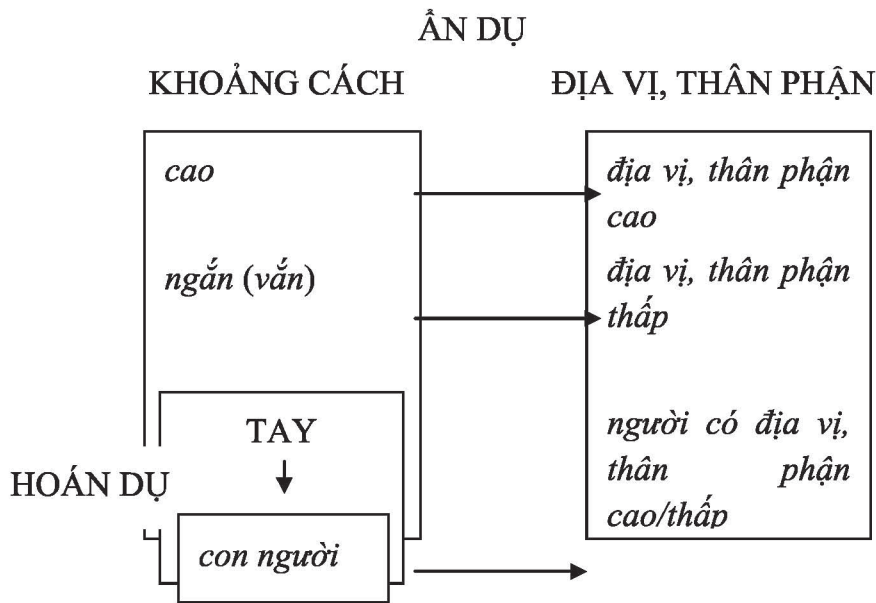 ẨN DỤ
KHOẢNG CÁCH
ĐỊA VỊ, THÂN PHẬN
cao
ngắn (vắn)
TAY
HOÁN DỤ
con người
địa vị, thân phận
cao
địa vị, thân phận
thấp
người có địa vị,
thân phận
cao/thấp